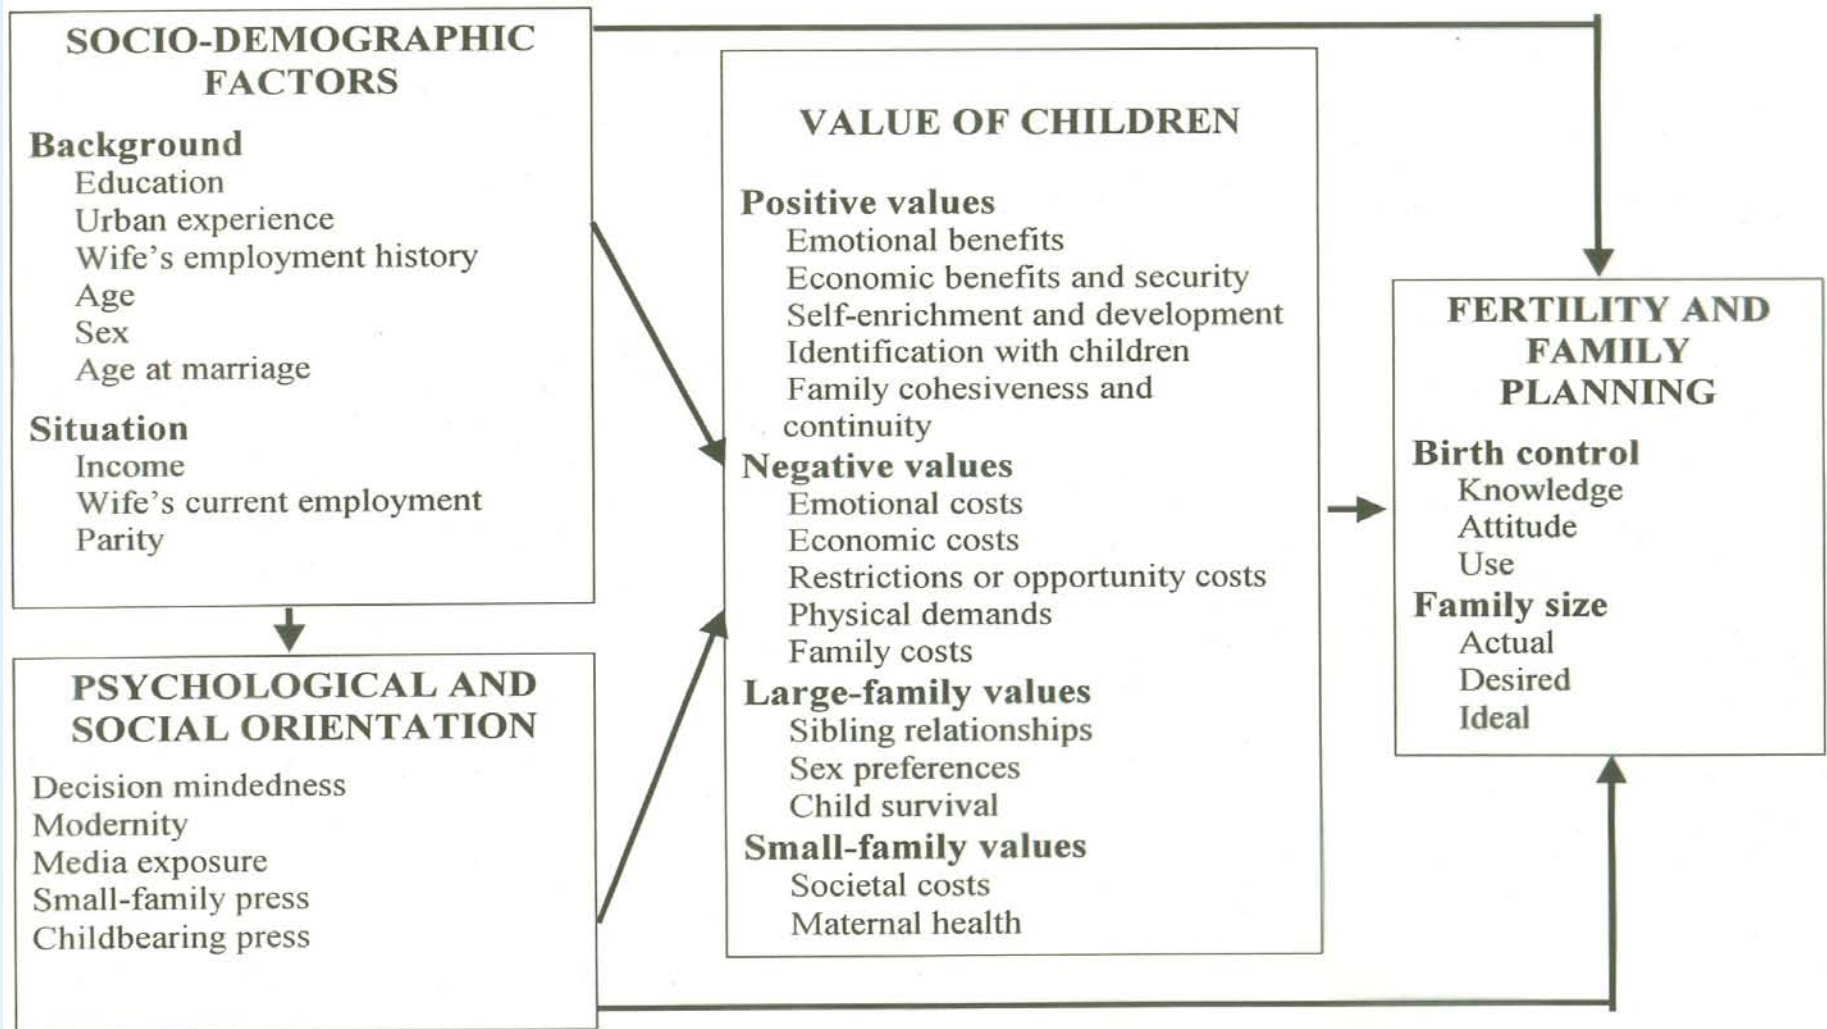 SOCIO-DEMOGRAPHIC
FACTORS
Background
Education
Urban experience
Wife's employment history
Age
Sex
Age at marriage
Situation
Income
Wife's current employment
Parity
PSYCHOLOGICAL AND
SOCIAL ORIENTATION
Decision mindedness
Modernity
Media exposure
Small-family press
Childbearing press
VALUE OF CHILDREN
Positive values
Emotional benefits
Economic benefits and security
Self-enrichment and development
Identification with children
Family cohesiveness and
continuity
Negative values
Emotional costs
Economic costs
Restrictions or opportunity costs
Physical demands
Family costs
Large-family values
Sibling relationships
Sex preferences
Child survival
Small-family values
Societal costs
Maternal health
FERTILITY AND
FAMILY
PLANNING
Birth control
Knowledge
Attitude
Use
Family size
Actual
Desired
Ideal